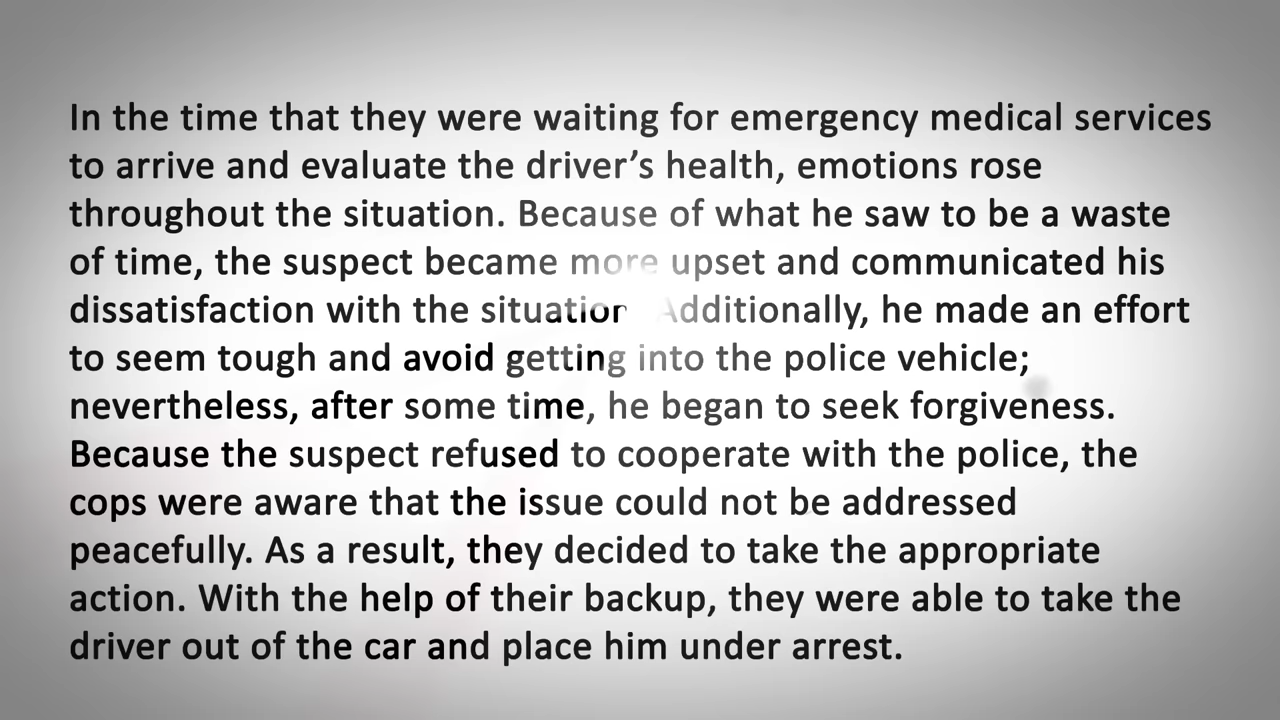 In the time that they were waiting for emergency medical services
to arrive and evaluate the driver’s health, emotions rose
throughout the situation. Because of what he saw to be a waste
of time, the suspect became more upset and communicated his
dissatisfaction with the situation Additionally, he made an effort
to seem tough and avoid getting into the police vehicle;
nevertheless, after some time, he began to seek forgiveness.
Because the suspect refused to cooperate with the police, the
cops were aware that the issue could not be addressed
peacefully. As a result, they decided to take the appropriate
action. With the help of their backup, they were able to take the
driver out of the car and place him under arrest.